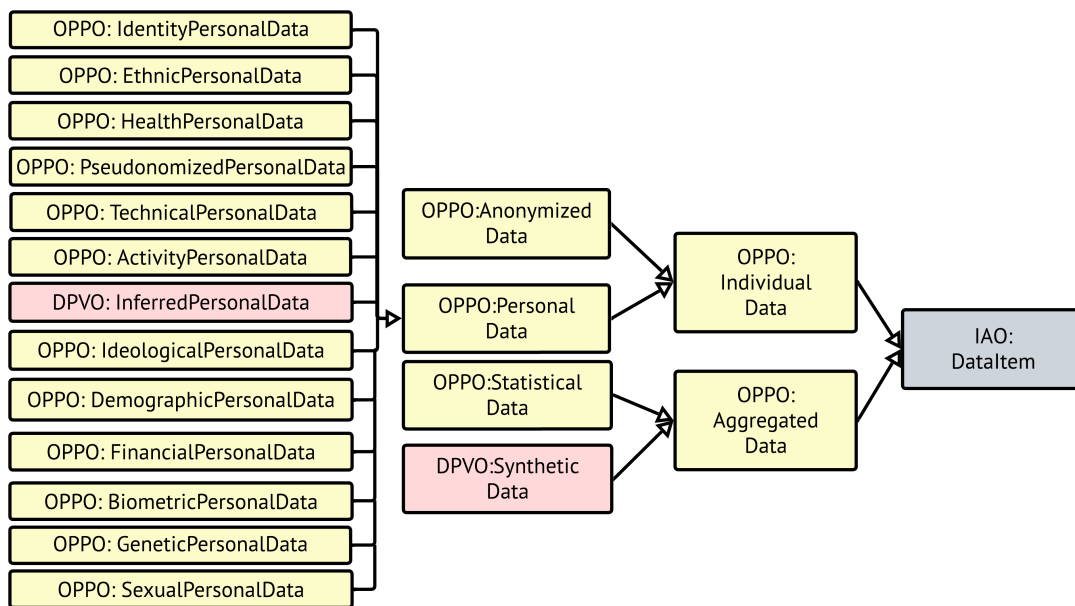 OPPO: IdentityPersonalData
OPPO: EthnicPersonalData
OPPO: HealthPersonalData
OPPO: PseudonomizedPersonalData
OPPO: TechnicalPersonalData
OPPO: ActivityPersonalData
DPVO: InferredPersonalData
OPPO: IdeologicalPersonalData
OPPO: DemographicPersonalData
OPPO: FinancialPersonalData
OPPO: BiometricPersonalData
OPPO: GeneticPersonalData
OPPO: SexualPersonalData
OPPO:Anonymized
Data
OPPO:Personal
Data
OPPO:Statistical
Data
DPVO:Synthetic
Data
OPPO:
Individual
Data
OPPO:
Aggregated
Data
IAO:
DataItem